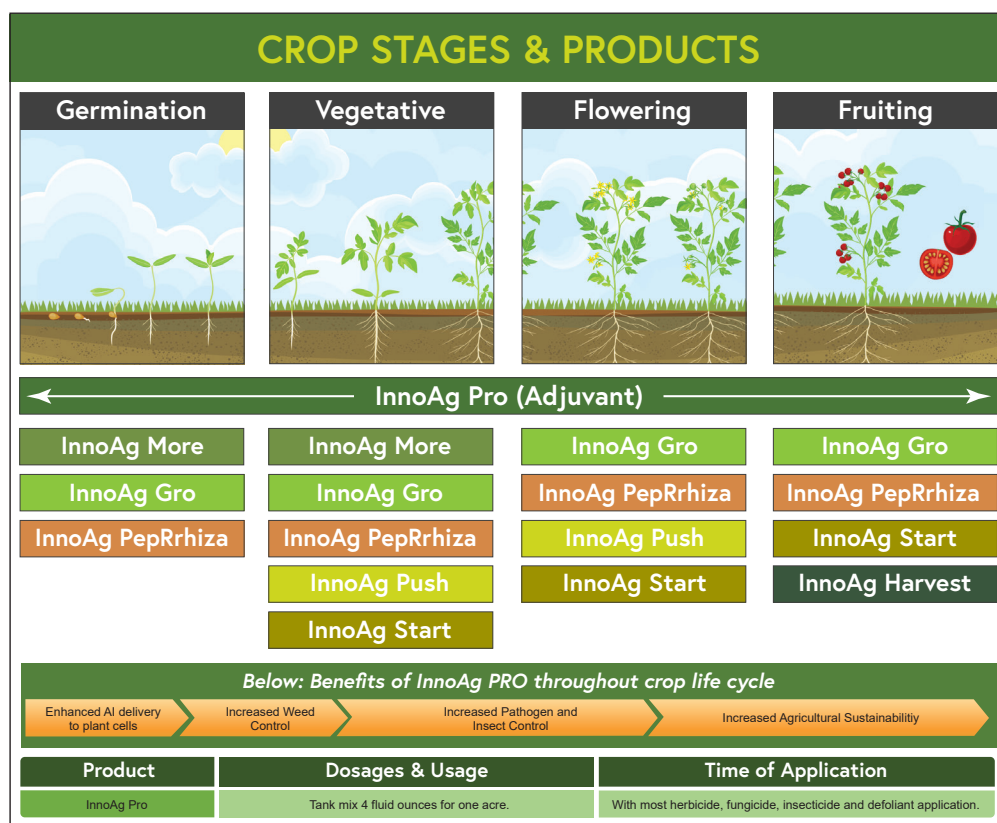 CROP STAGES & PRODUCTS
Germination
Vegetative
Flowering
Fruiting
InnoAg Pro (Adjuvant)
InnoAg More
InnoAg Gro
InnoAg PepRrhiza
InnoAg More
InnoAg Gro
InnoAg PepRrhiza
InnoAg Push
InnoAg Start
InnoAg Gro
InnoAg PepRrhiza
InnoAg Push
InnoAg Start
InnoAg Gro
InnoAg PepRrhiza
InnoAg Start
InnoAg Harvest
Below: Benefits of InnoAg PRO throughout crop life cycle
Enhanced AI delivery
to plant cells
Increased Weed
Control
Increased Pathogen and
Insect Control
Increased Agricultural Sustainabilitiy
Product
Dosages & Usage
Time of Application
InnoAg Pro
Tank mix 4 fluid ounces for one acre.
With most herbicide, fungicide, insecticide and defoliant application.